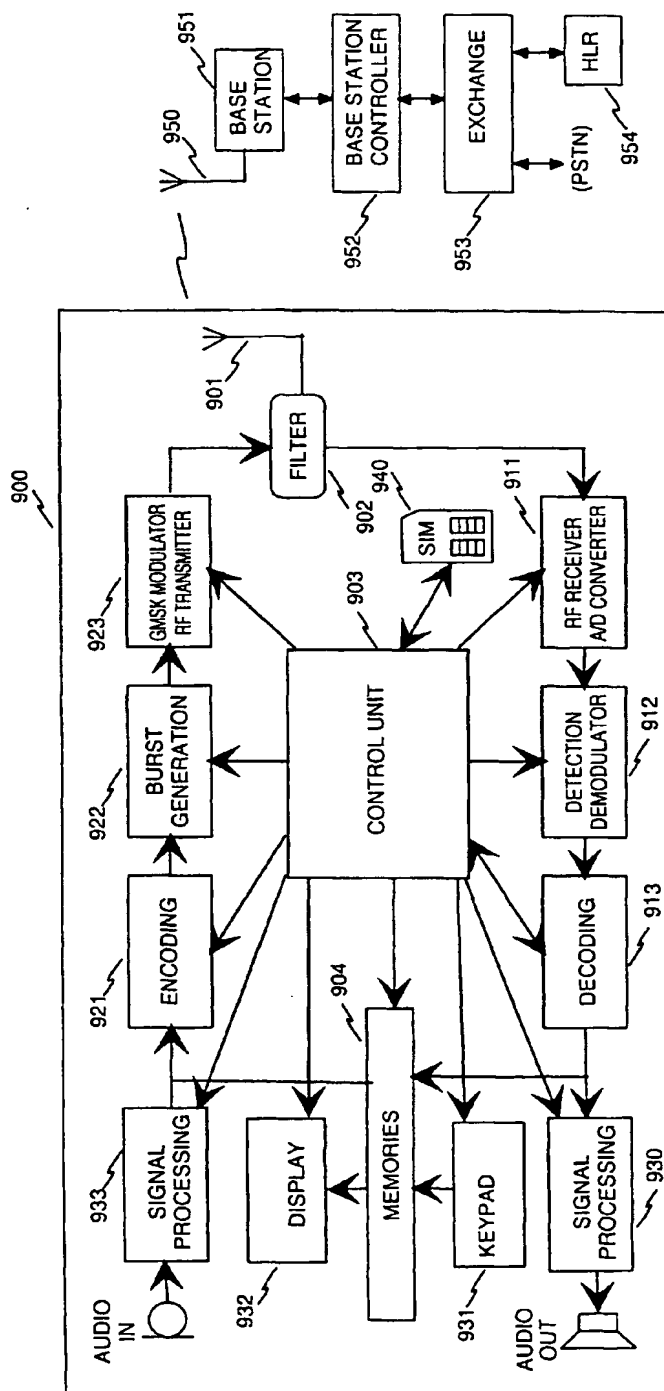 900
AUDIO
IN
933
SIGNAL
PROCESSING
921
ENCODING
922
BURST
GENERATION
923
GMSK MODULATOR
RF TRANSMITTER
901
FILTER
902
932
DISPLAY
904
MEMORIES
931
KEYPAD
903
CONTROL UNIT
940
SIM
AUDIO
OUT
SIGNAL
PROCESSING
930
DECODING
913
DETECTION
DEMODULATOR
912
911
RF RECEIVER
A/D CONVERTER
950
951
BASE
STATION
952
BASE STATION
CONTROLLER
953
EXCHANGE
(PSTN)
HLR
954